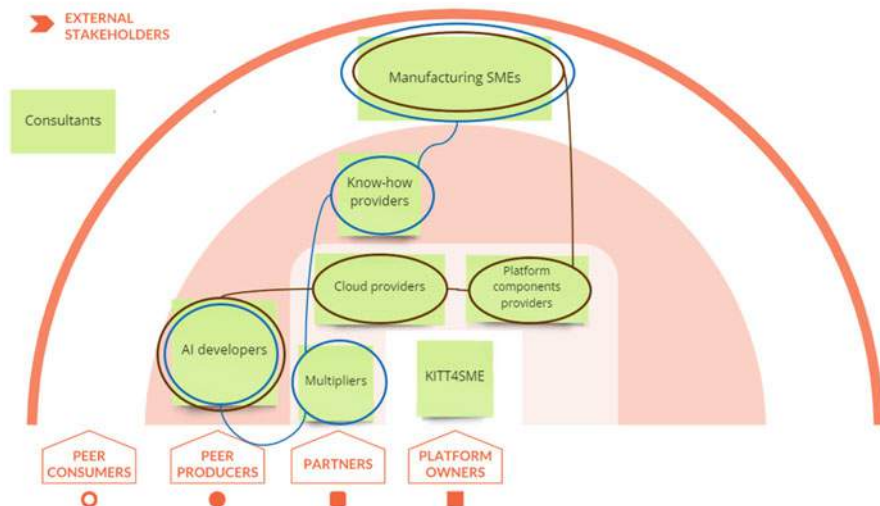 EXTERNAL
STAKEHOLDERS
Manufacturing SMEs
Consultants
Know-how
providers
Cloud providers
Platform
components
providers
AI developers
Multipliers
KITT4SME
PEER
CONSUMERS
PEER
PRODUCERS
PARTNERS
PLATFORM
OWNERS